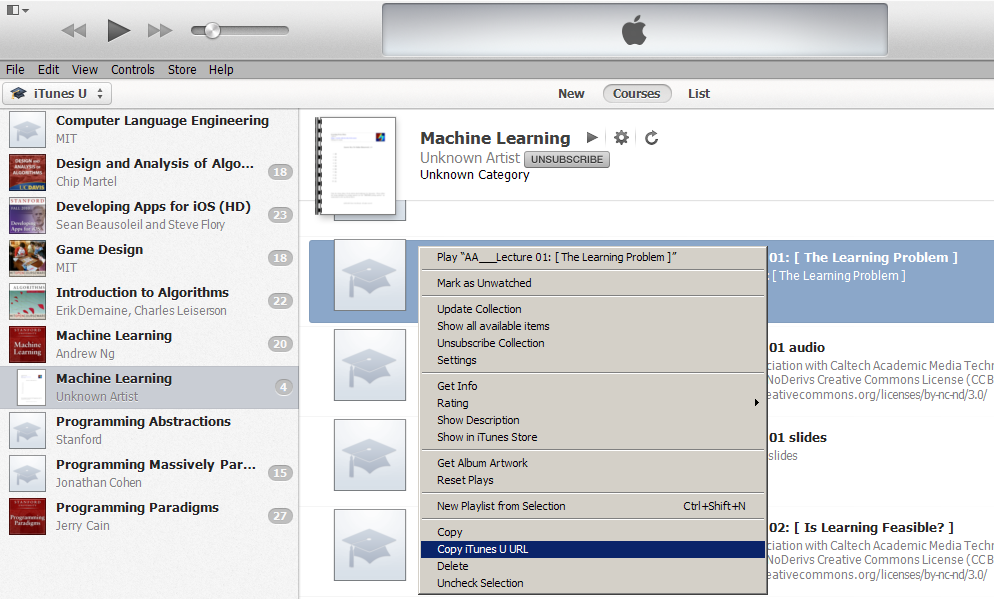 File Edit View Controls Store Help
iTunes U
New Courses List
Computer Language Engineering
MIT
Design and Analysis of Algo...
Chip Martel
18
Developing Apps for iOS (HD)
Sean Beausoleil and Steve Flory
23
Game Design
MIT
18
Introduction to Algorithms
Erik Demaine, Charles Leiserson
22
Machine Learning
Andrew Ng
20
Machine Learning
Unknown Artist
4
Programming Abstractions
Stanford
Programming Massively Par...
Jonathan Cohen
15
Programming Paradigms
Jerry Cain
27
Machine Learning
Unknown Artist UNSUBSCRIBE
Unknown Category
Play “AA___Lecture 01: [ The Learning Problem ]”
Mark as Unwatched
Update Collection
Show all available items
Unsubscribe Collection
Settings
Get Info
Rating
Show Description
Show in iTunes Store
Get Album Artwork
Reset Plays
New Playlist from Selection Ctrl+Shift+N
Copy
Copy iTunes U URL
Delete
Uncheck Selection
01: [ The Learning Problem ]
: [ The Learning Problem ]
01 audio
ciation with Caltech Academic Media Techn
NoDerivs Creative Commons License (CC B
eativecommons.org/licenses/by-nc-nd/3.0/
01 slides
slides
02: [ Is Learning Feasible? ]
ciation with Caltech Academic Media Techn
NoDerivs Creative Commons License (CC B
eativecommons.org/licenses/by-nc-nd/3.0/